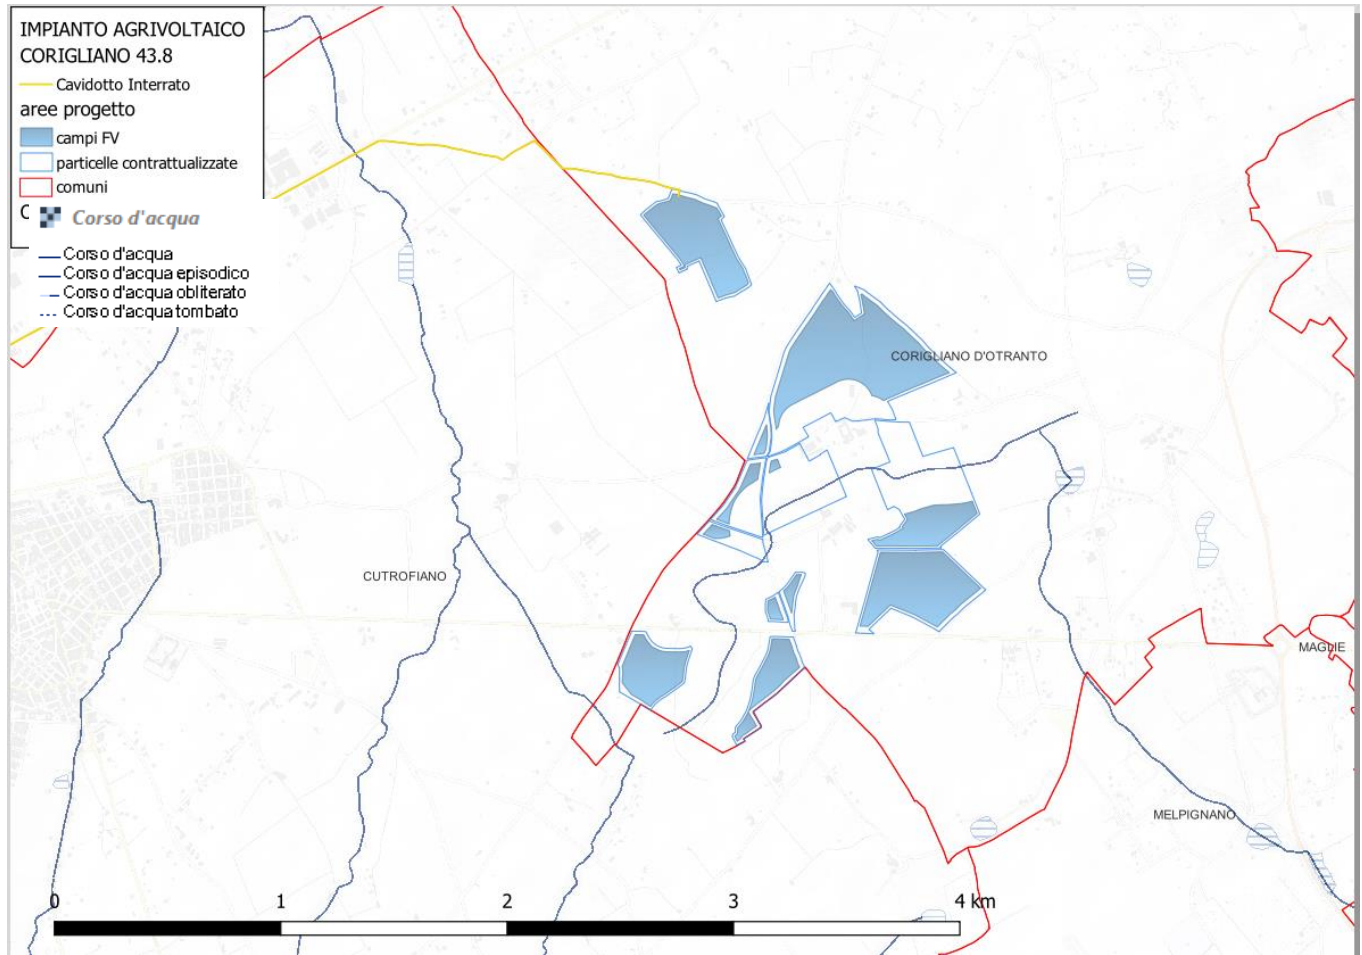 IMPIANTO AGRIVOLTAICO
CORIGLIANO 43.8
Cavidotto Interrato
aree progetto
campi FV
particelle contrattualizzate
comuni
C
Corso d'acqua
Corso d'acqua
Corso d'acqua episodico
Corso d'acqua obliterato
Corso d'acqua tombato
CORIGLIANO D'OTRANTO
CUTROFIANO
MAGLIE
MELPIGNANO
0 1 2 3 4 km